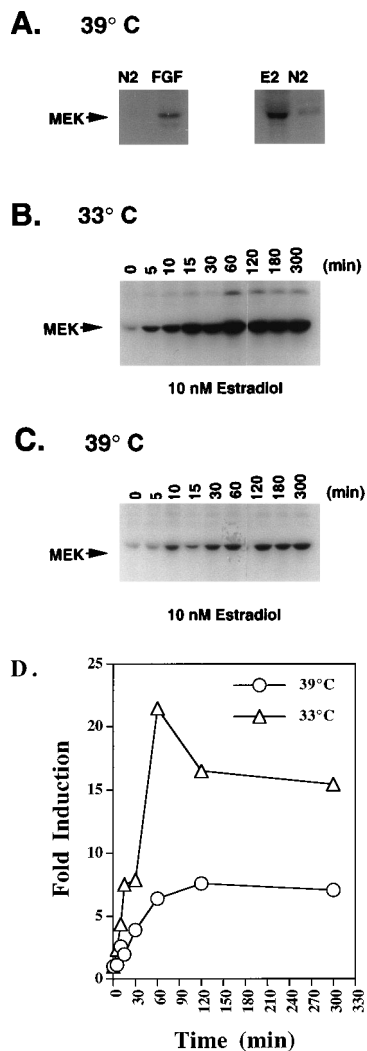 A. 39° C
N2 FGF E2 N2
MEK
B. 33° C
0 5 10 15 30 60 120 180 300 (min)
MEK
10 nM Estradiol
C. 39° C
0 5 10 15 30 60 120 180 300 (min)
MEK
10 nM Estradiol
D.
25
20
15
10
5
0
Fold Induction
39°C
33°C
0 30 60 90 120 150 180 210 240 270 300 330
Time (min)